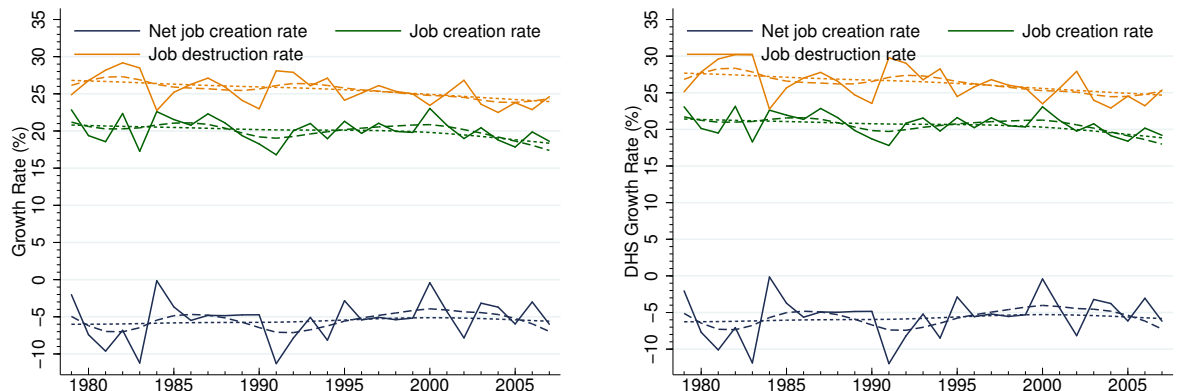 Net job creation rate
Job creation rate
Job destruction rate
Growth Rate (%)
35
30
25
20
15
10
5
0
−5
−10
1980 1985 1990 1995 2000 2005
Net job creation rate
Job creation rate
Job destruction rate
DHS Growth Rate (%)
35
30
25
20
15
10
5
0
−5
−10
1980 1985 1990 1995 2000 2005